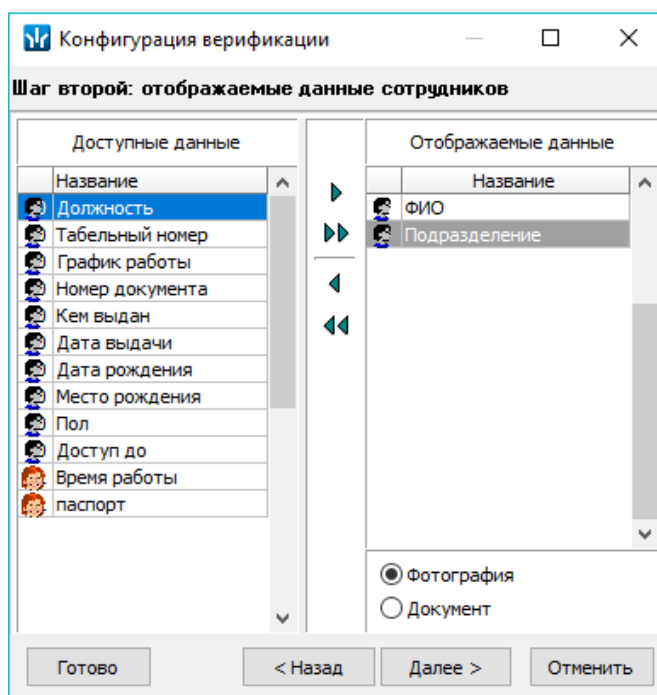 Конфигурация верификации
Шаг второй: отображаемые данные сотрудников
Доступные данные
Название
Должность
Табельный номер
График работы
Номер документа
Кем выдан
Дата выдачи
Дата рождения
Место рождения
Пол
Доступ до
Время работы
паспорт
Отображаемые данные
Название
ФИО
Подразделение
Фотография
Документ
Готово
< Назад
Далее >
Отменить